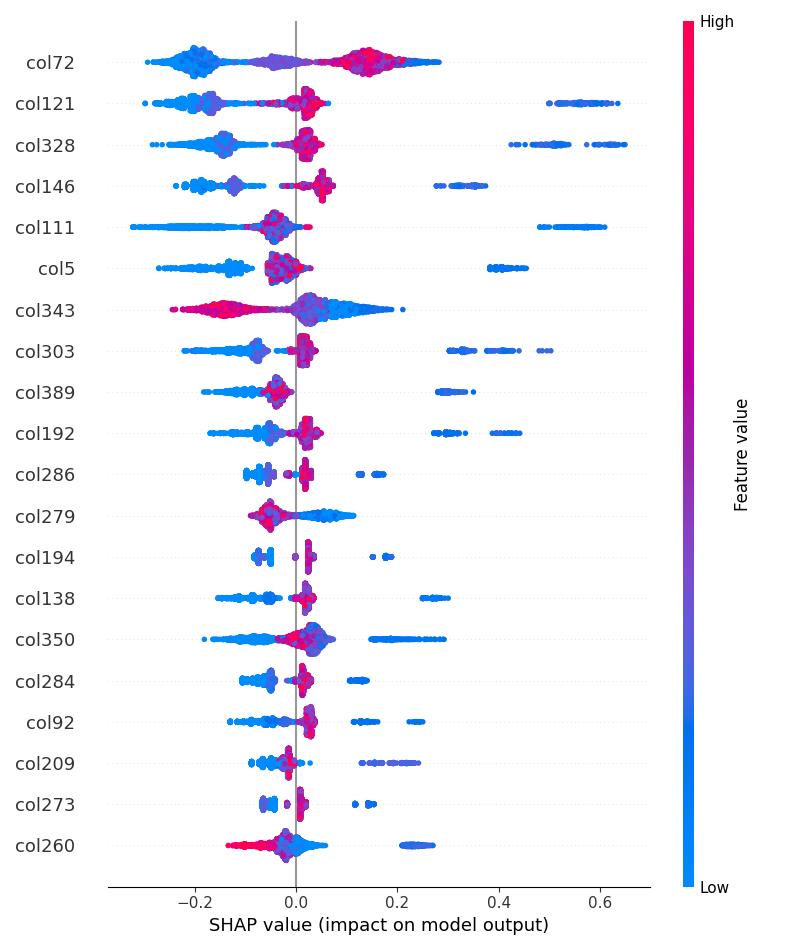 High
col72
col121
col328
col146
col111
col5
col343
col303
col389
col192
col286
col279
col194
col138
col350
col284
col92
col209
col273
col260
Feature value
Low
−0.2 0.0 0.2 0.4 0.6
SHAP value (impact on model output)